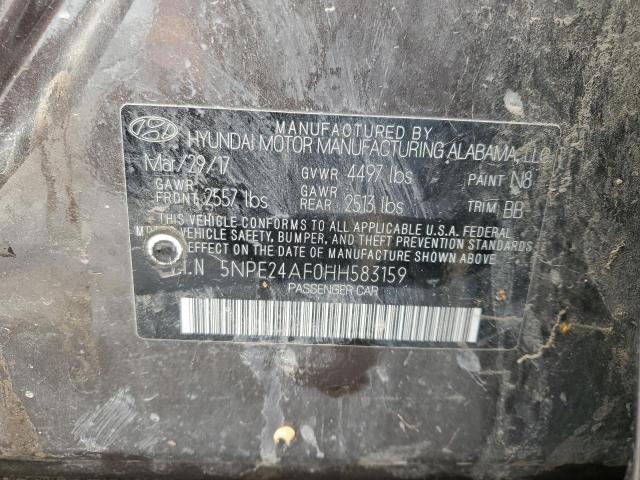 MANUFACTURED BY
HYUNDAI MOTOR MANUFACTURING ALABAMA, LLC
Mar/29/17 GVWR 4497 lbs PAINT N8
GAWR FRONT 2557 lbs GAWR REAR 2513 lbs TRIM BB
THIS VEHICLE CONFORMS TO ALL APPLICABLE U.S.A. FEDERAL
VEHICLE SAFETY, BUMPER, AND THEFT PREVENTION STANDARDS
EFFECT ON THE DATE OF MANUFACTURE SHOWN ABOVE
V.I.N 5NPE24AF0HH583159
PASSENGER CAR